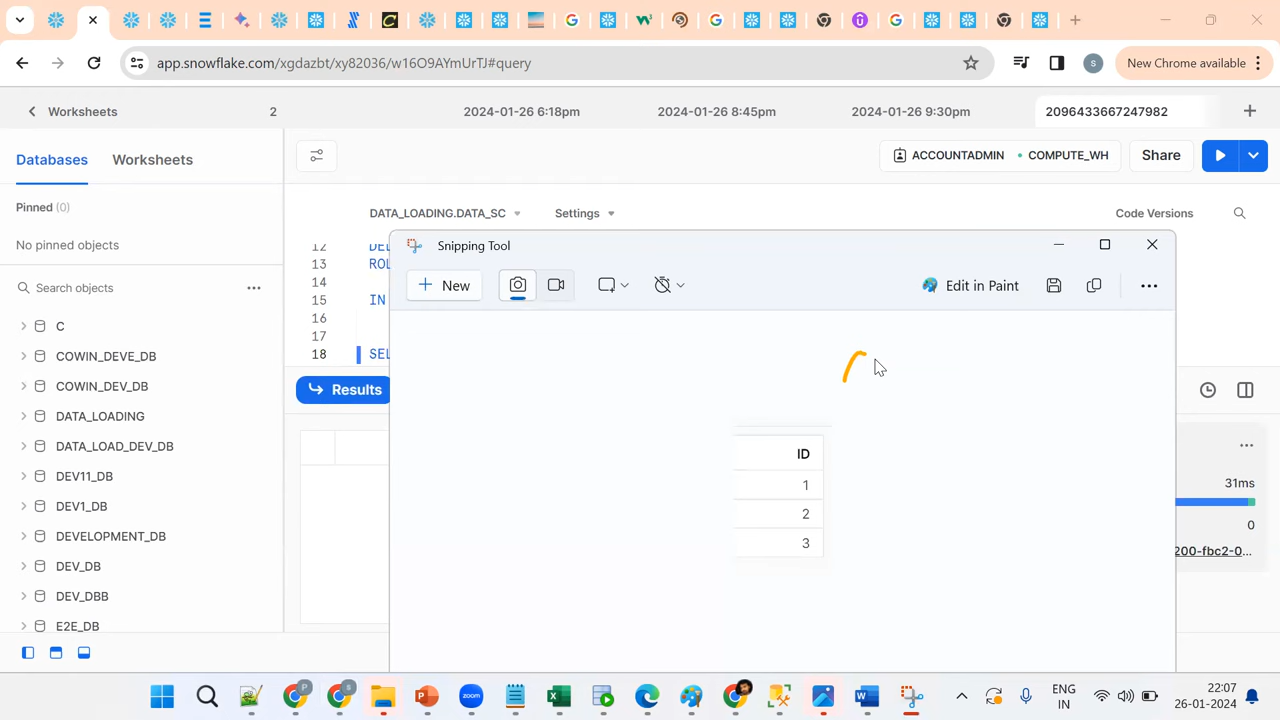 app.snowflake.com/xgdazbt/xy82036/w16O9AYmUrTJ#query
New Chrome available
Worksheets
2
2024-01-26 6:18pm
2024-01-26 8:45pm
2024-01-26 9:30pm
2096433667247982
Databases
Worksheets
ACCOUNTADMIN
COMPUTE_WH
Share
Pinned (0)
No pinned objects
Search objects
C
COWIN_DEVE_DB
COWIN_DEV_DB
DATA_LOADING
DATA_LOAD_DEV_DB
DEV11_DB
DEV1_DB
DEVELOPMENT_DB
DEV_DB
DEV_DBB
E2E_DB
DATA_LOADING.DATA_SC
Settings
Code Versions
12 DEL
13 ROL
14
15 IN
16
17
18 SEL
Results
Snipping Tool
New
Edit in Paint
ID
1
2
3
31ms
0
200-fbc2-0...
zoom
ENG
IN
22:07
26-01-2024